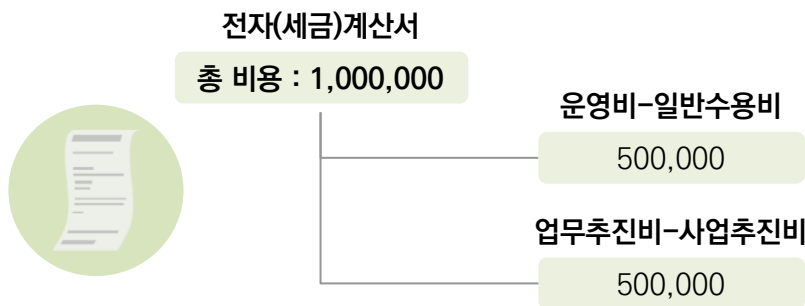 전자(세금)계산서
총 비용 : 1,000,000
운영비-일반수용비
500,000
업무추진비-사업추진비
500,000